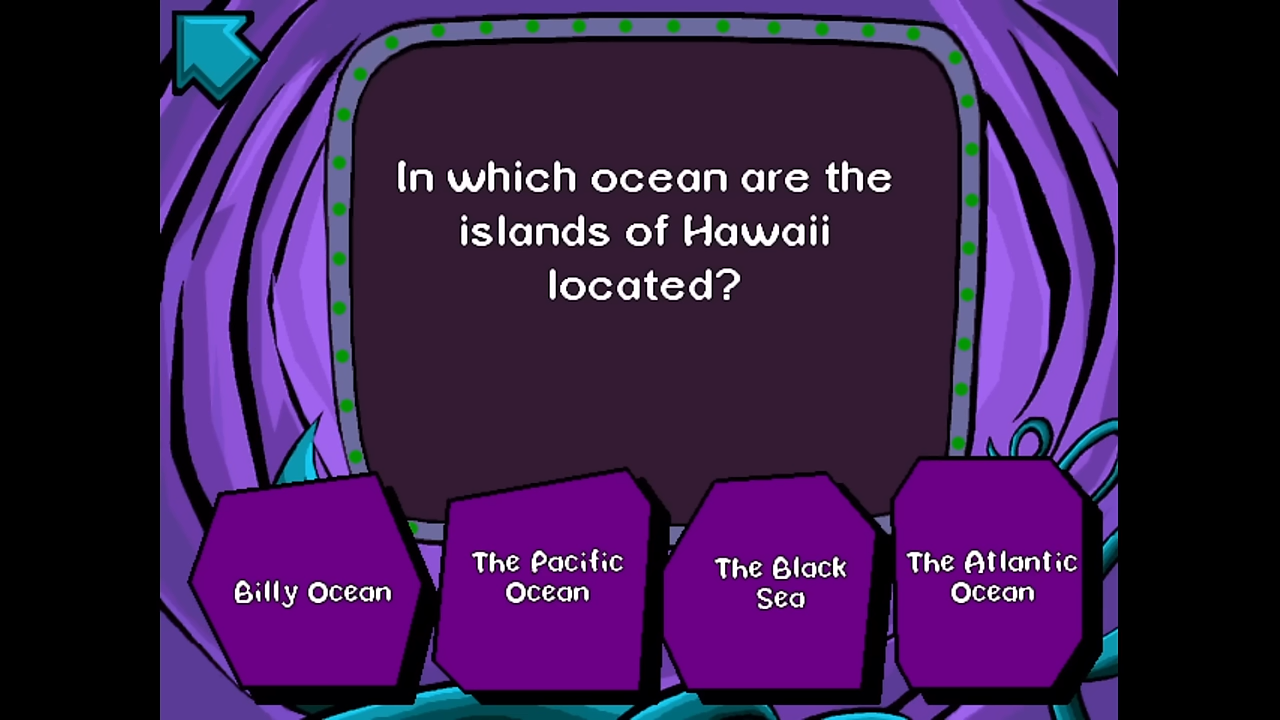 In which ocean are the
islands of Hawaii
located?
Billy Ocean
The Pacific
Ocean
The Black
Sea
The Atlantic
Ocean